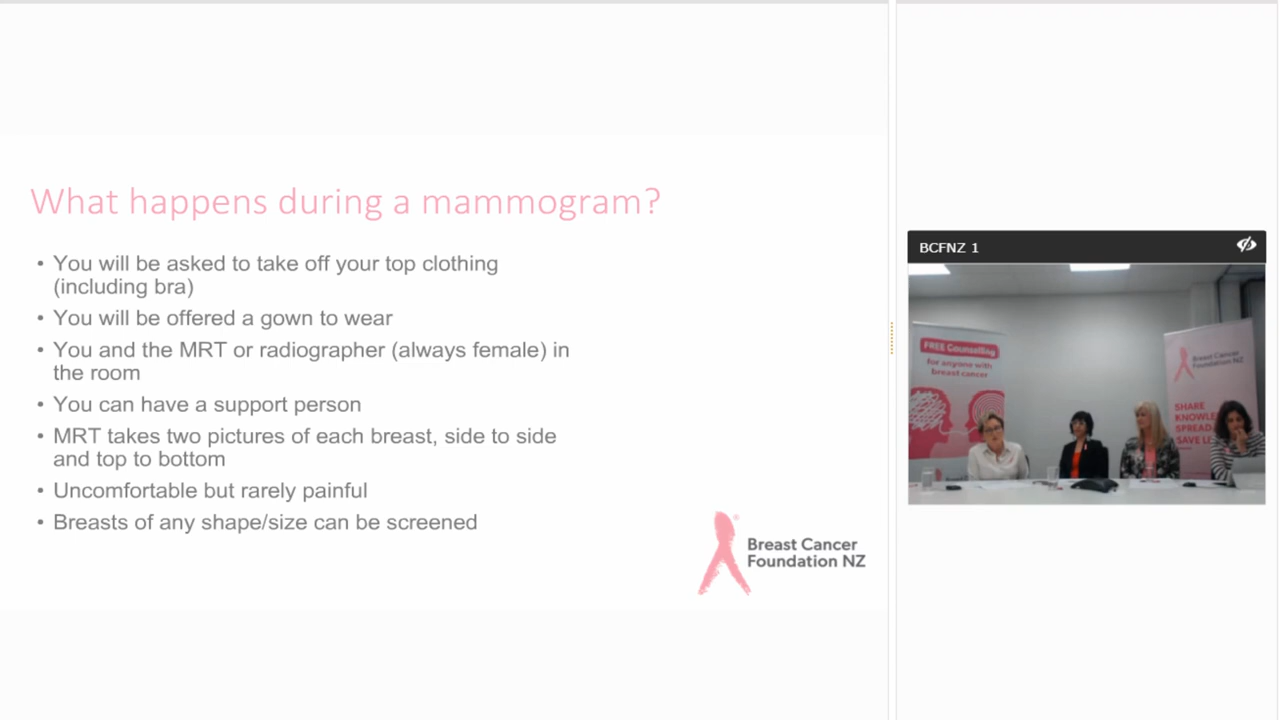 What happens during a mammogram?
• You will be asked to take off your top clothing
(including bra)
• You will be offered a gown to wear
• You and the MRT or radiographer (always female) in
the room
• You can have a support person
• MRT takes two pictures of each breast, side to side
and top to bottom
• Uncomfortable but rarely painful
• Breasts of any shape/size can be screened
Breast Cancer
Foundation NZ
BCFNZ 1
FREE Counselling
for anyone with
breast cancer
Breast Cancer
Foundation NZ
SHARE
KNOWLE
SPREAD
SAVE L